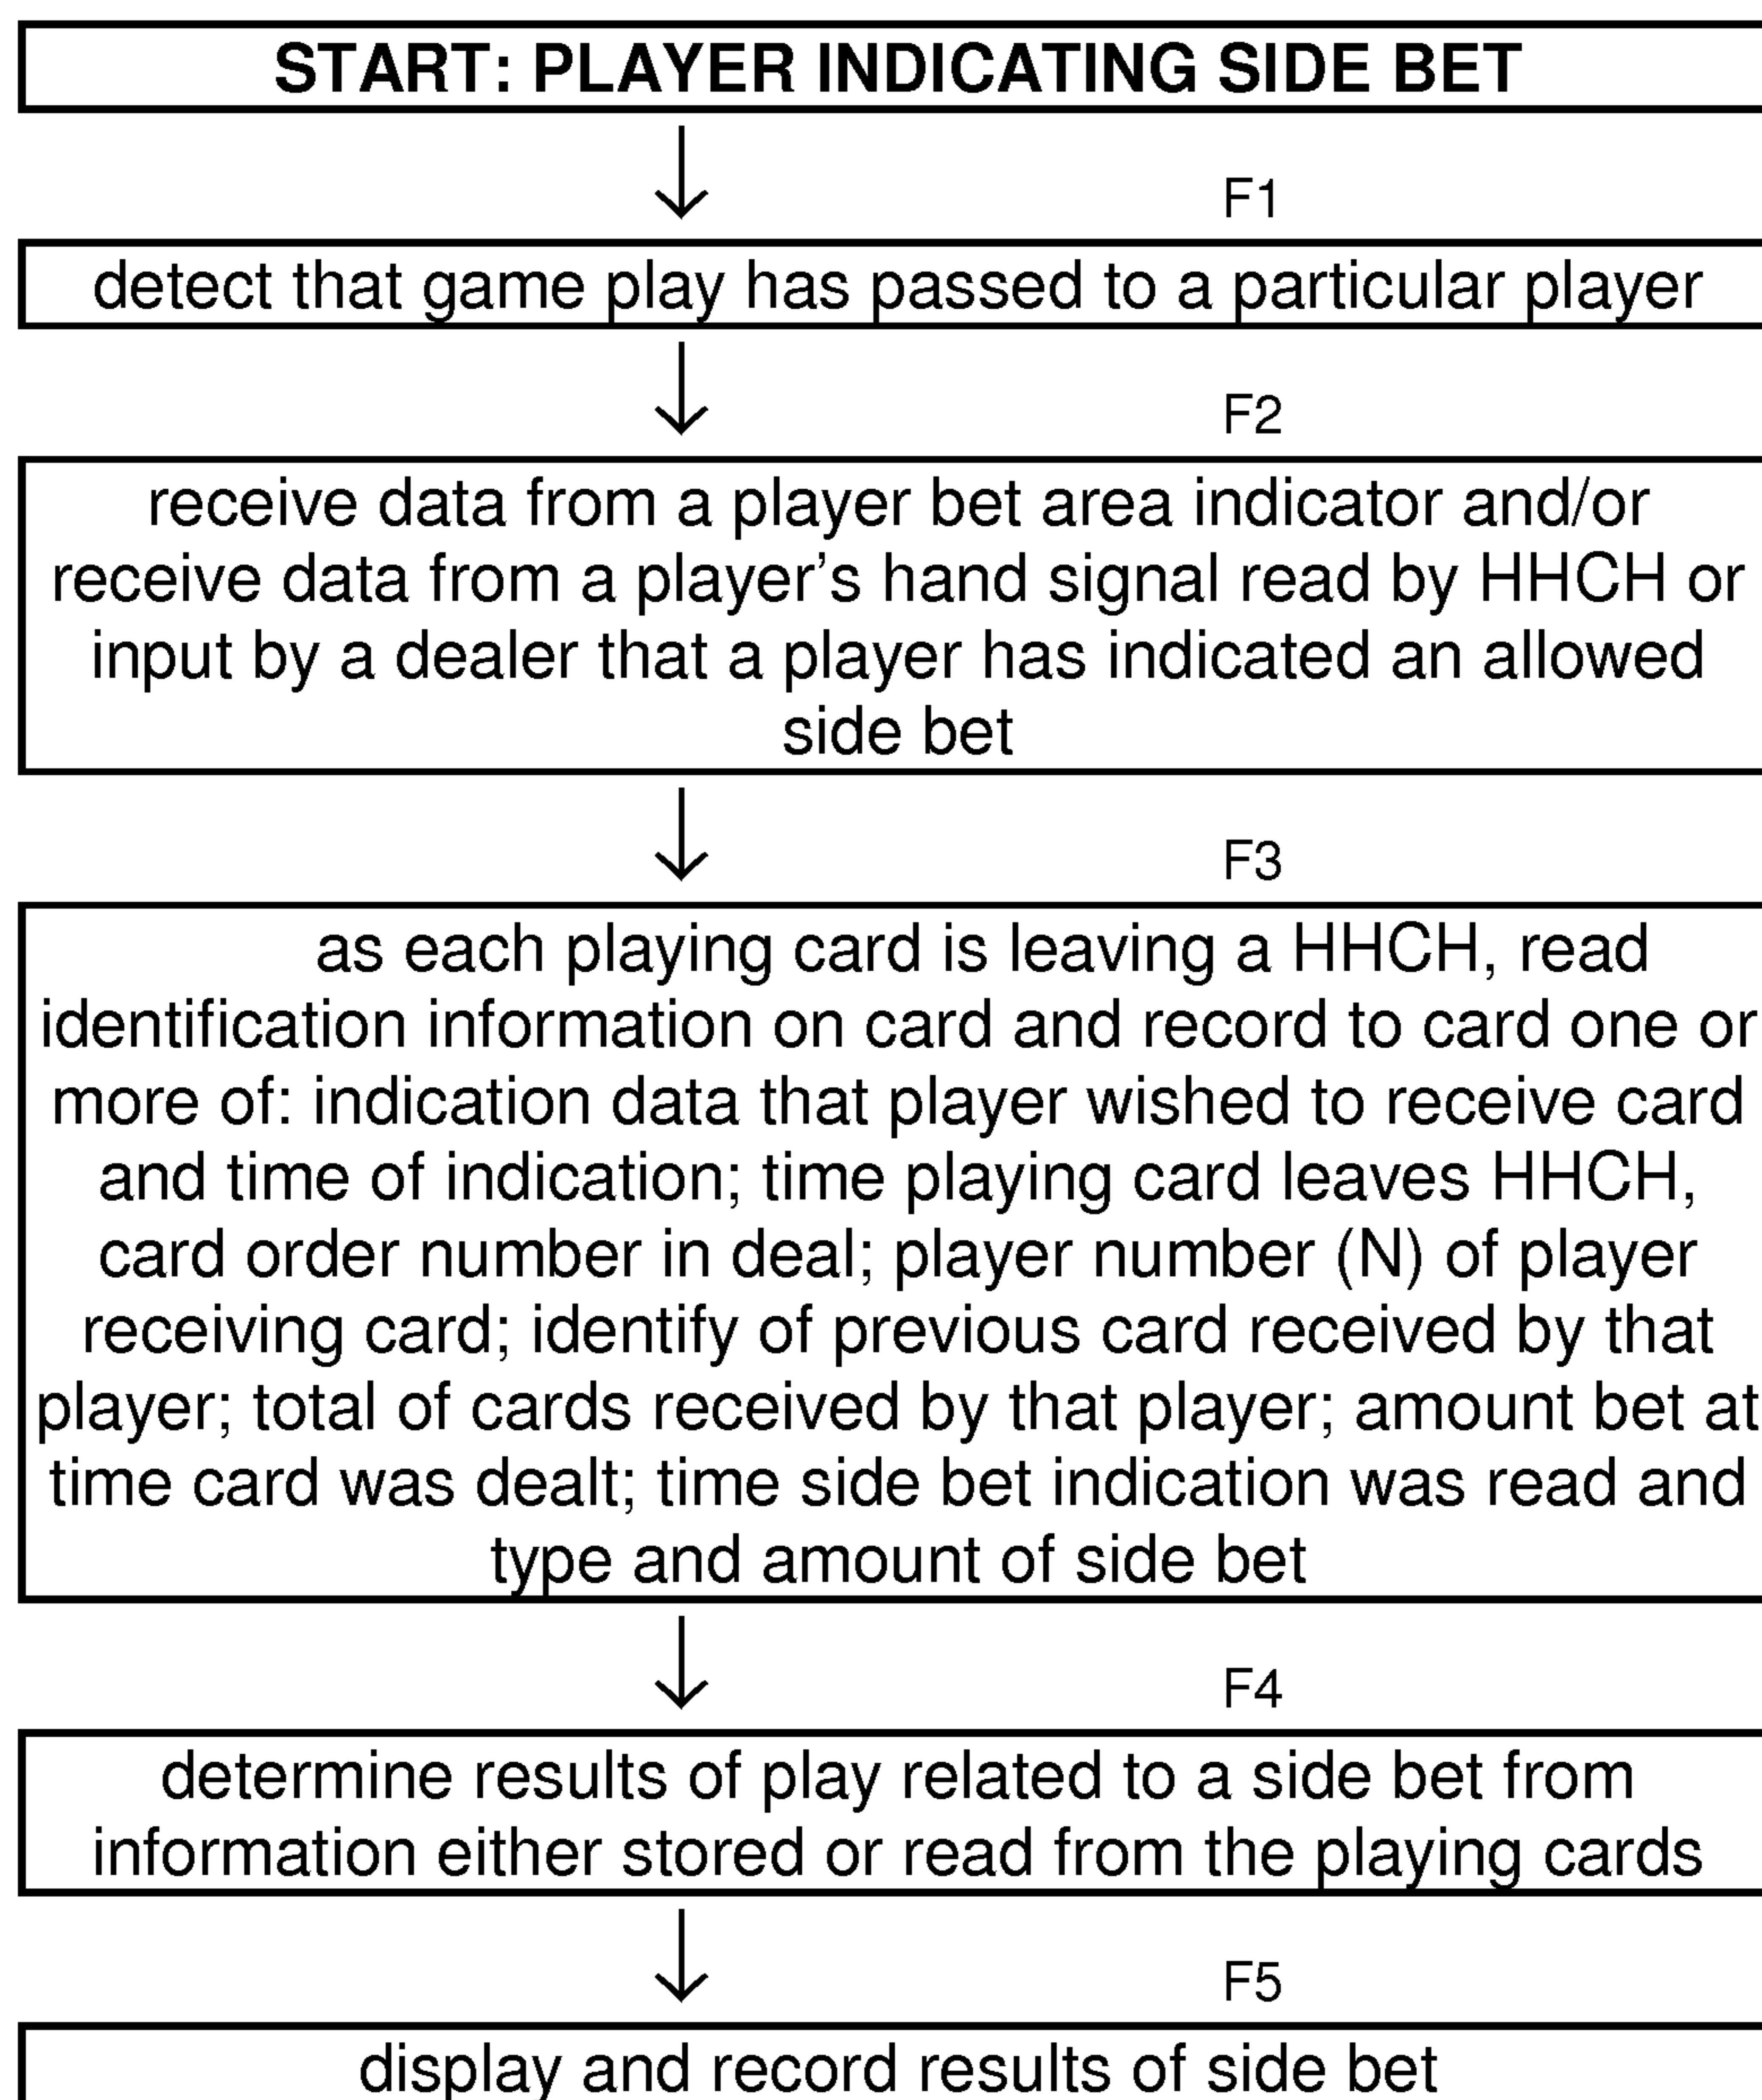 START: PLAYER INDICATING SIDE BET
F1
detect that game play has passed to a particular player
F2
receive data from a player bet area indicator and/or
receive data from a player's hand signal read by HHCH or
input by a dealer that a player has indicated an allowed
side bet
F3
as each playing card is leaving a HHCH, read
identification information on card and record to card one or
more of: indication data that player wished to receive card
and time of indication; time playing card leaves HHCH,
card order number in deal; player number (N) of player
receiving card; identify of previous card received by that
player; total of cards received by that player; amount bet at
time card was dealt; time side bet indication was read and
type and amount of side bet
F4
determine results of play related to a side bet from
information either stored or read from the playing cards
F5
display and record results of side bet